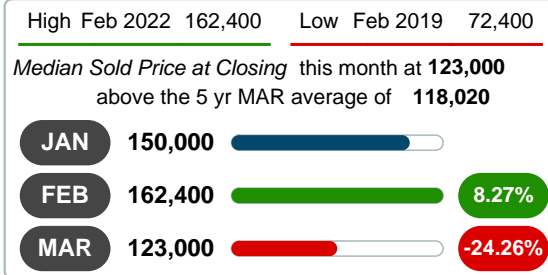 High Feb 2022 162,400 Low Feb 2019 72,400
Median Sold Price at Closing this month at 123,000
above the 5 yr MAR average of 118,020
JAN 150,000
FEB 162,400 8.27%
MAR 123,000 -24.26%